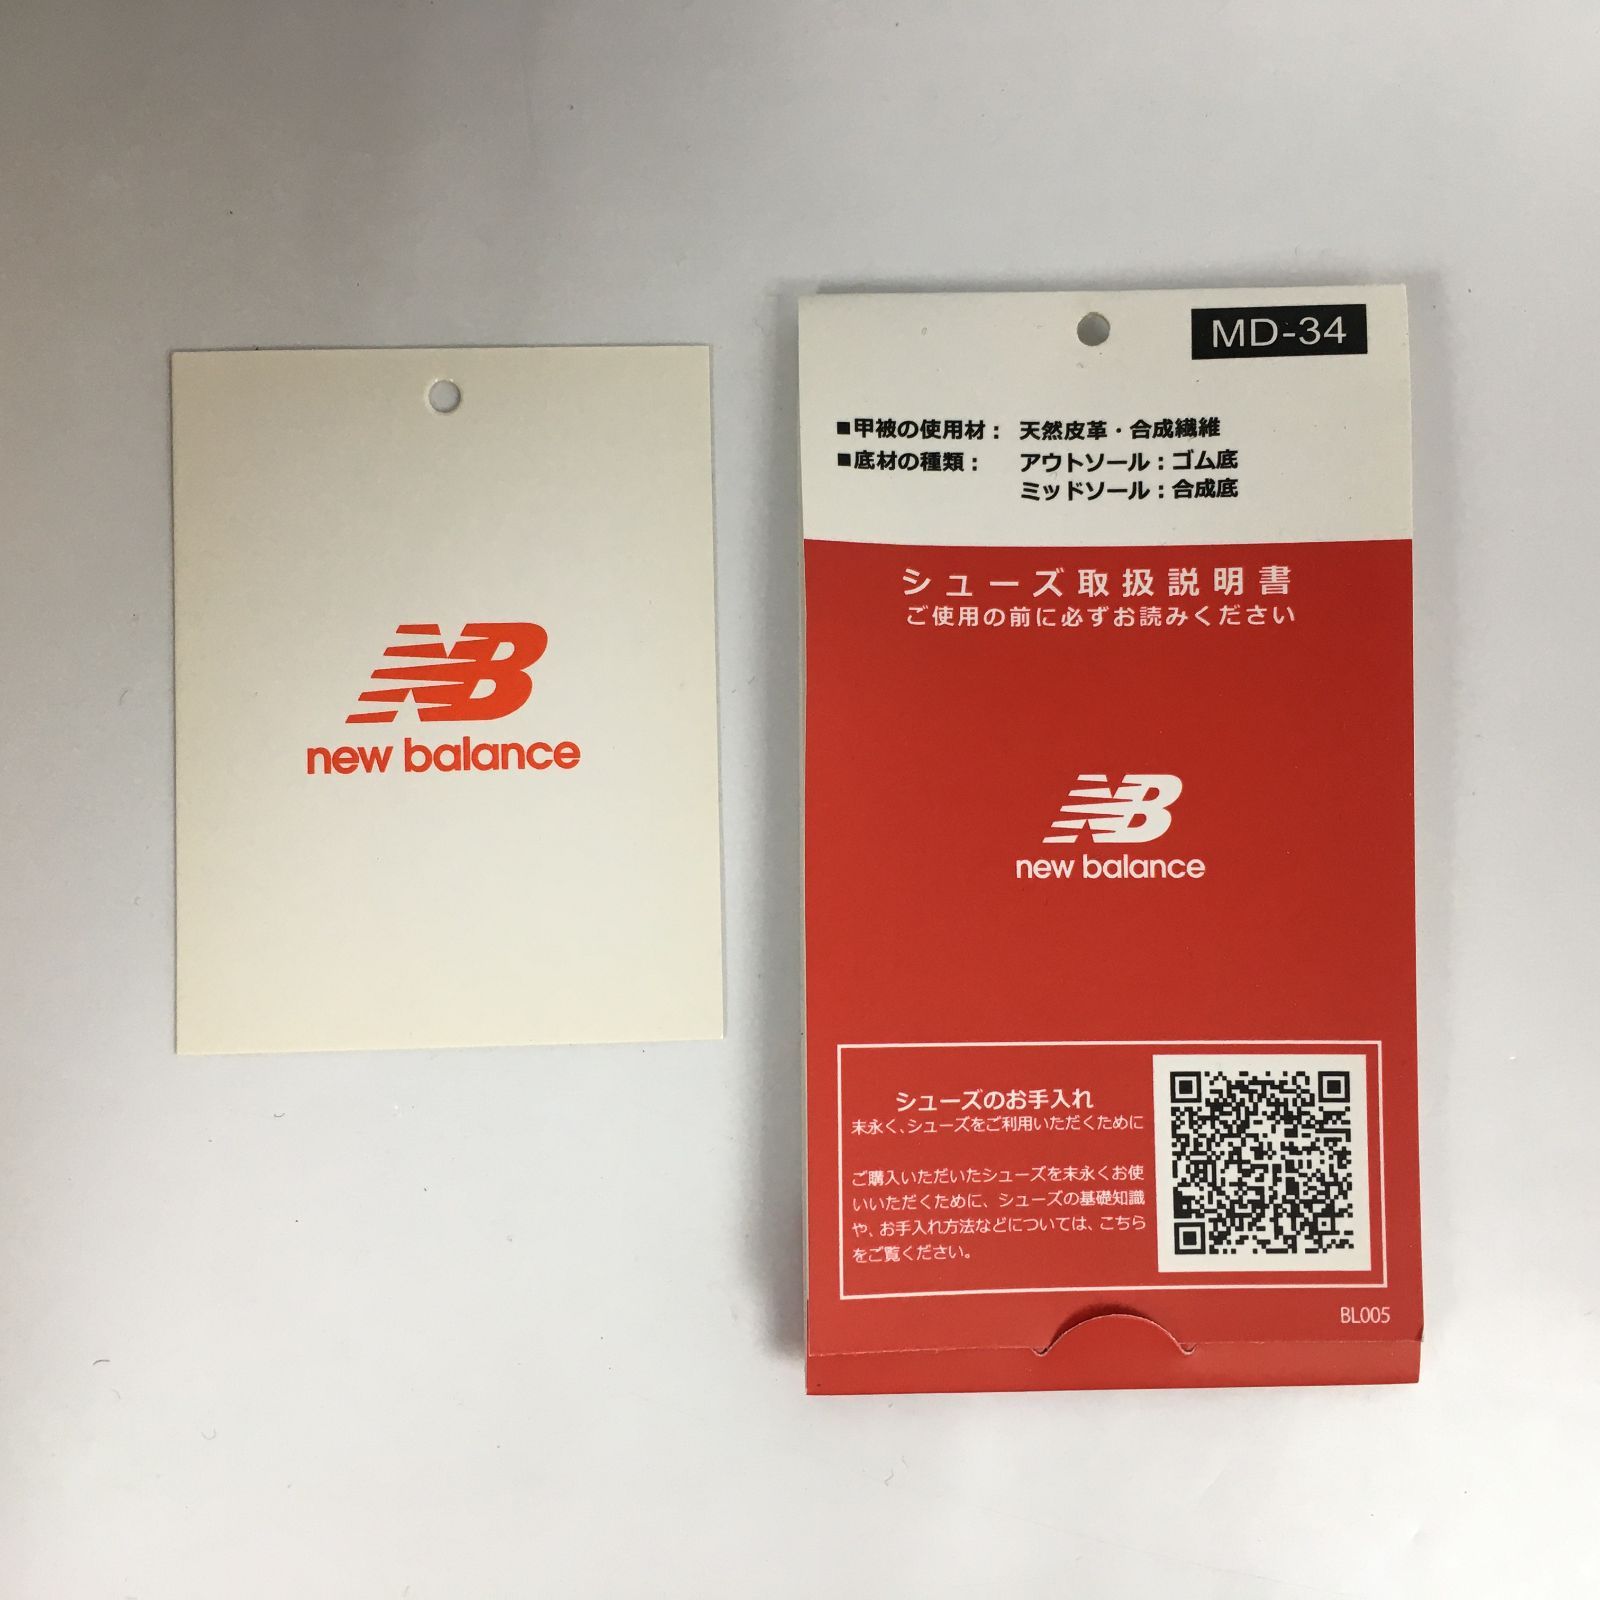 NB
new balance
MD-34
■甲被の使用材： 天然皮革・合成繊維
■底材の種類： アウトソール：ゴム底
ミッドソール：合成底
シューズ取扱説明書
ご使用の前に必ずお読みください
NB
new balance
シューズのお手入れ
末永く、シューズをご利用いただくために
ご購入いただいたシューズを末永くお使
いいただくために、シューズの基礎知識
や、お手入れ方法などについては、こちら
をご覧ください。
BL005